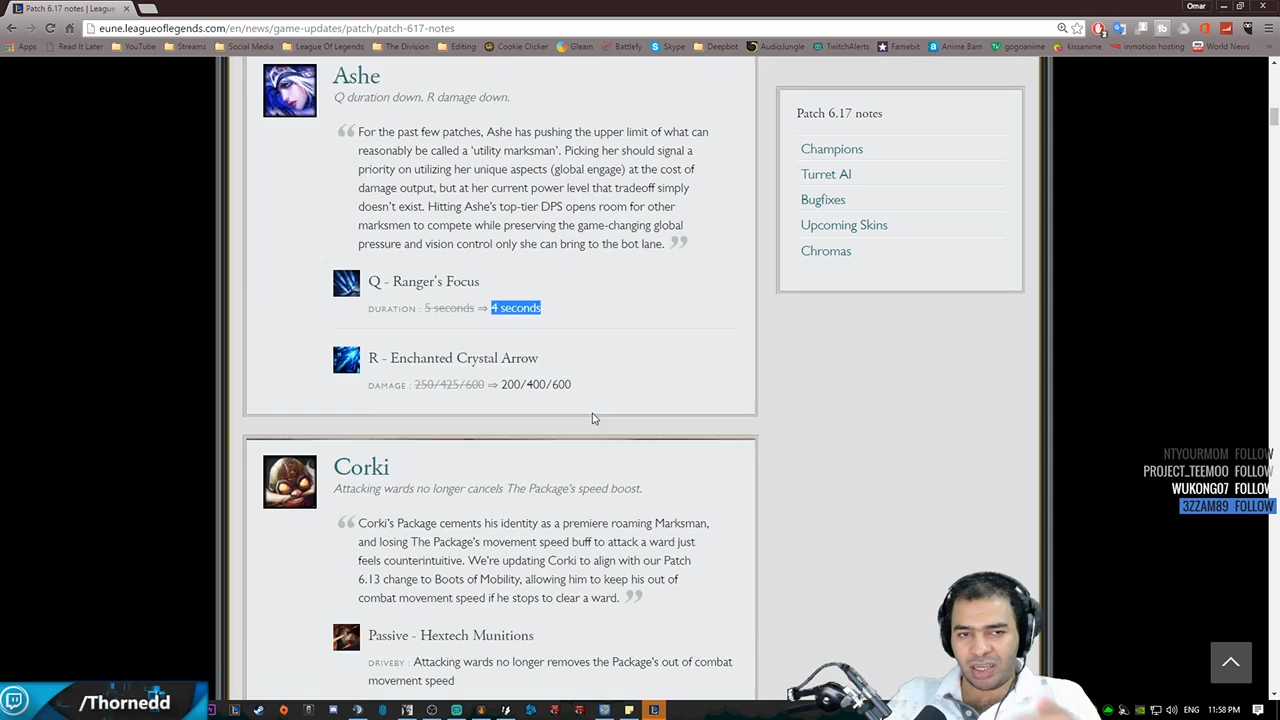 Patch 6.17 notes | League
Omar
eune.leagueoflegends.com/en/news/game-updates/patch/patch-617-notes
Apps
Read It Later
YouTube
Streams
Social Media
League Of Legends
The Division
Editing
Cookie Clicker
Gleam
Battlefy
Skype
Deepbot
AudioJungle
TwitchAlerts
Famebit
Anime Ban
gogoanime
kissanime
inmotion hosting
World News
Ashe
Q duration down. R damage down.
For the past few patches, Ashe has pushing the upper limit of what can
reasonably be called a 'utility marksman'. Picking her should signal a
priority on utilizing her unique aspects (global engage) at the cost of
damage output, but at her current power level that tradeoff simply
doesn't exist. Hitting Ashe's top-tier DPS opens room for other
marksmen to compete while preserving the game-changing global
pressure and vision control only she can bring to the bot lane.
Q - Ranger's Focus
DURATION : 5 seconds ⇒ 4 seconds
R - Enchanted Crystal Arrow
DAMAGE : 250/425/600 ⇒ 200/400/600
Corki
Attacking wards no longer cancels The Package's speed boost.
Corki's Package cements his identity as a premiere roaming Marksman,
and losing The Package's movement speed buff to attack a ward just
feels counterintuitive. We're updating Corki to align with our Patch
6.13 change to Boots of Mobility, allowing him to keep his out of
combat movement speed if he stops to clear a ward.
Passive - Hextech Munitions
DRIVEBY : Attacking wards no longer removes the Package's out of combat
movement speed
Patch 6.17 notes
Champions
Turret AI
Bugfixes
Upcoming Skins
Chromas
NTYOURMOM FOLLOW
PROJECT_TEEMOO FOLLOW
WUKONG07 FOLLOW
3ZZAM89 FOLLOW
/Thornedd
ENG
11:58 PM